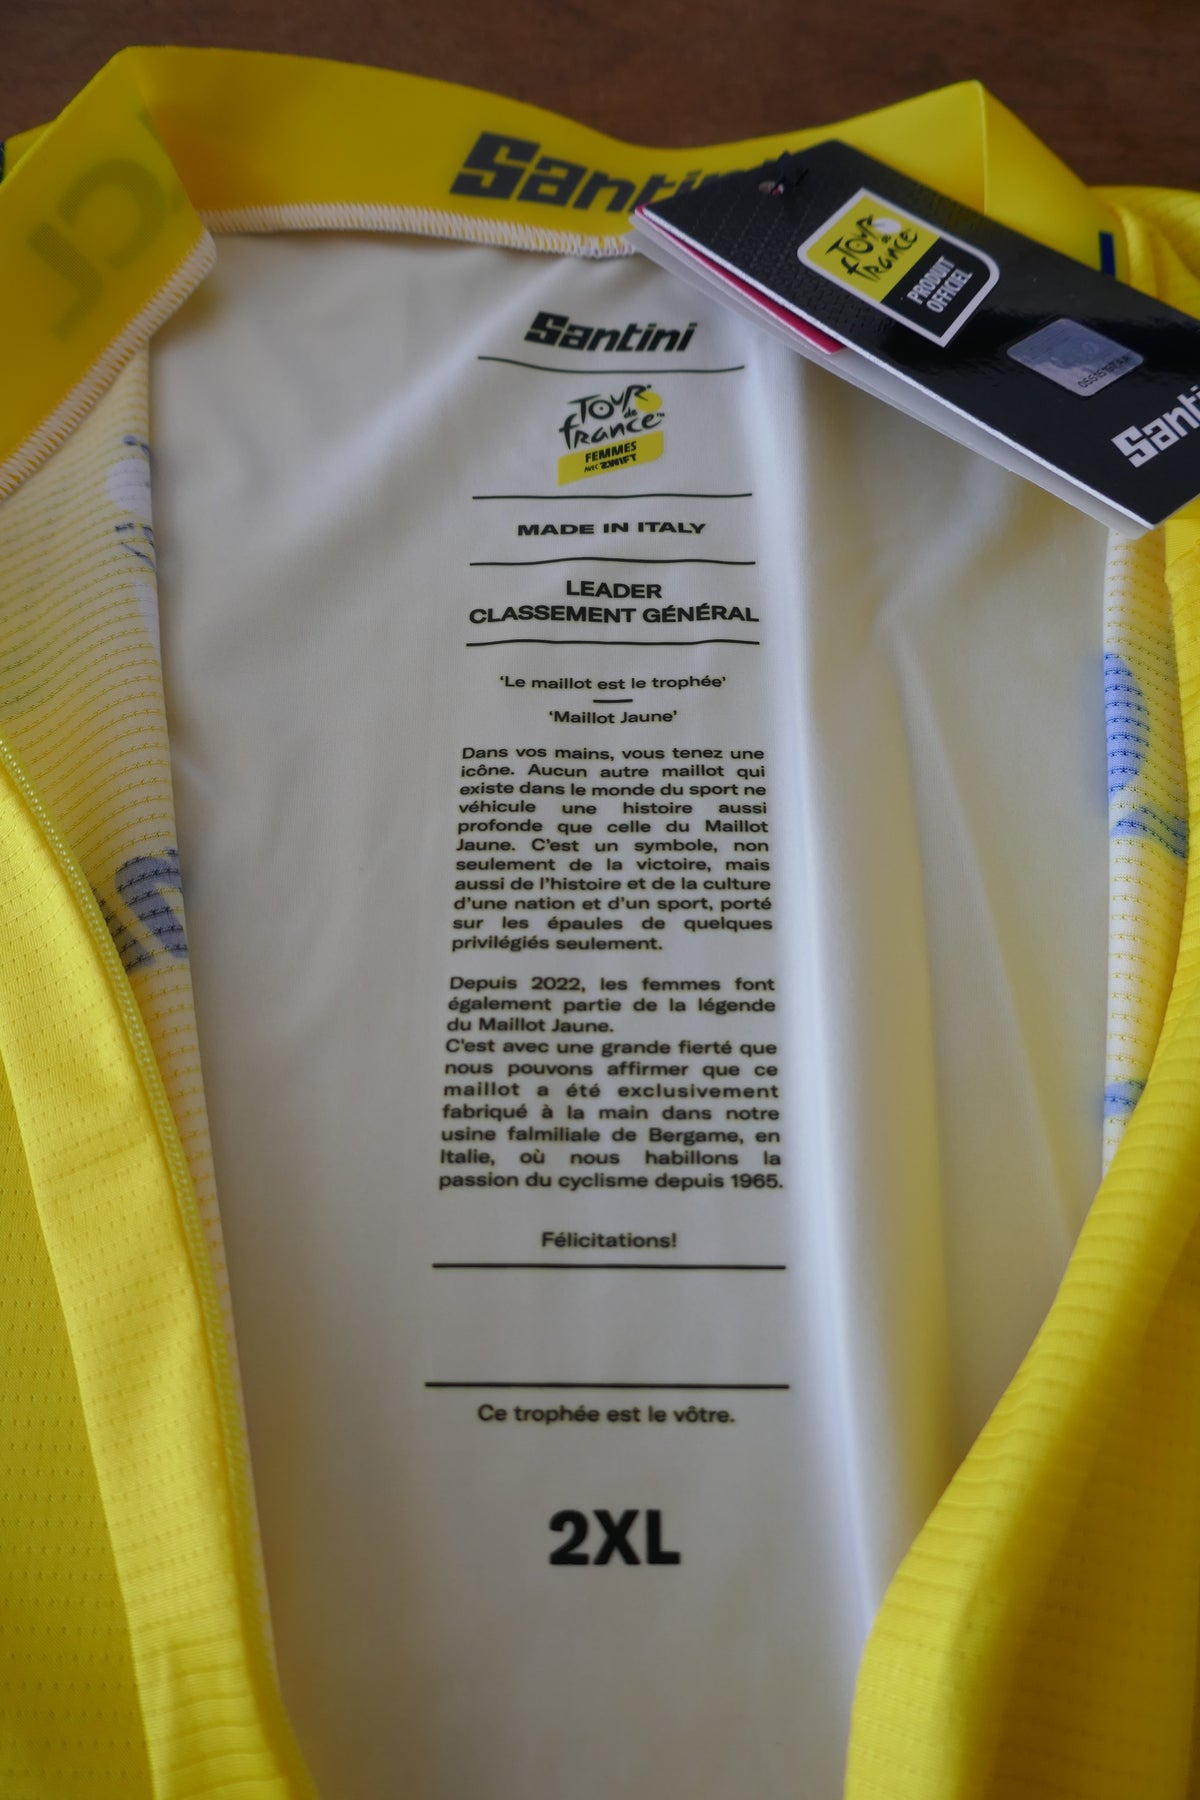 Santini
TOUR
de
france
PRODUIT
OFFICIEL
Santini
TOUR
de
france™
FEMMES
AVEC ZWIFT
MADE IN ITALY
LEADER
CLASSEMENT GÉNÉRAL
‘Le maillot est le trophée’
‘Maillot Jaune’
Dans vos mains, vous tenez une
icône. Aucun autre maillot qui
existe dans le monde du sport ne
véhicule une histoire aussi
profonde que celle du Maillot
Jaune. C’est un symbole, non
seulement de la victoire, mais
aussi de l’histoire et de la culture
d’une nation et d’un sport, porté
sur les épaules de quelques
privilégiés seulement.
Depuis 2022, les femmes font
également partie de la légende
du Maillot Jaune.
C’est avec une grande fierté que
nous pouvons affirmer que ce
maillot a été exclusivement
fabriqué à la main dans notre
usine falmiliale de Bergame, en
Italie, où nous habillons la
passion du cyclisme depuis 1965.
Félicitations!
Ce trophée est le vôtre.
2XL